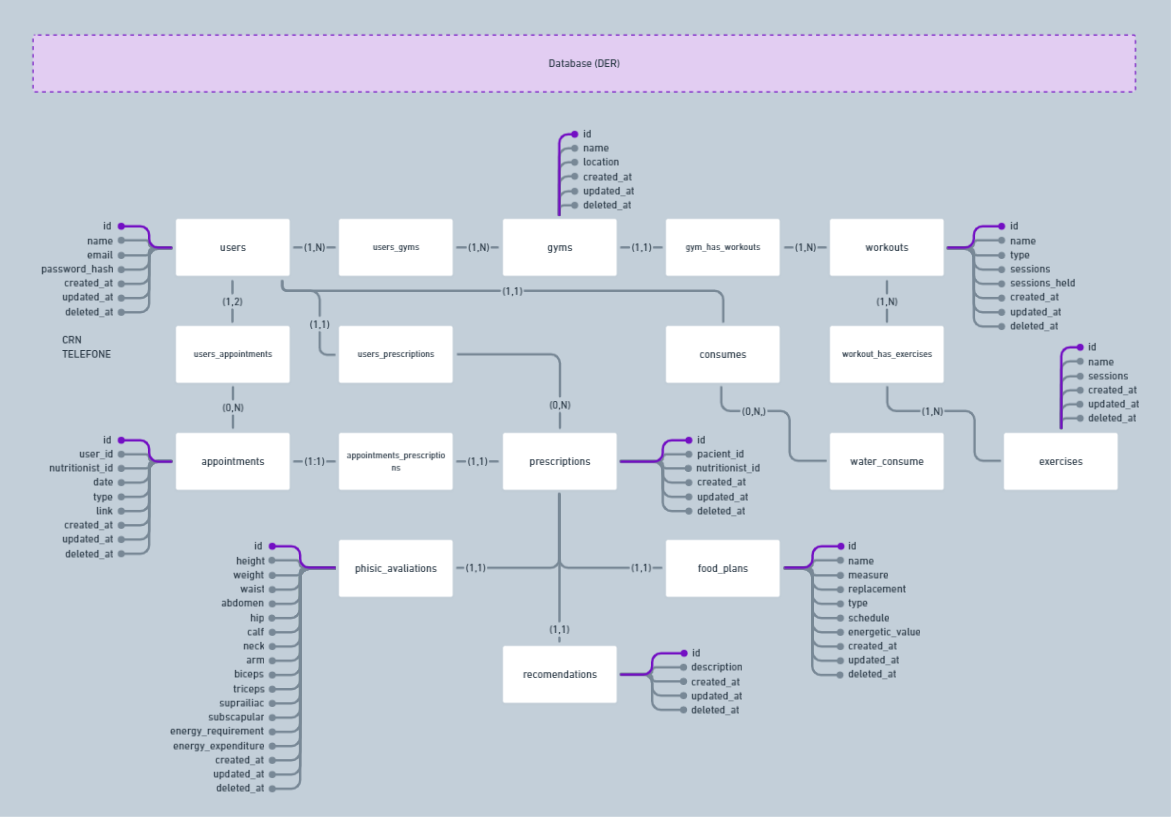 Database (DER)
id
name
location
created_at
updated_at
deleted_at
id
name
email
password_hash
created_at
updated_at
deleted_at
users
(1,N)
users_gyms
(1,N)
gyms
(1,1)
gym_has_workouts
(1,N)
workouts
id
name
type
sessions
sessions_held
created_at
updated_at
deleted_at
(1,2)
(1,1)
(1,1)
(1,N)
CRN
TELEFONE
users_appointments
users_prescriptions
consumes
workout_has_exercises
id
name
sessions
created_at
updated_at
deleted_at
(0,N)
(0,N)
(0,N,)
(1,N)
id
user_id
nutritionist_id
date
type
link
created_at
updated_at
deleted_at
appointments
(1:1)
appointments_prescriptio
ns
(1,1)
prescriptions
id
pacient_id
nutritionist_id
created_at
updated_at
deleted_at
water_consume
exercises
id
height
weight
waist
abdomen
hip
calf
neck
arm
biceps
triceps
suprailiac
subscapular
energy_requirement
energy_expenditure
created_at
updated_at
deleted_at
phisic_avaliations
(1,1)
(1,1)
food_plans
id
name
measure
replacement
type
schedule
energetic_value
created_at
updated_at
deleted_at
(1,1)
recomendations
id
description
created_at
updated_at
deleted_at